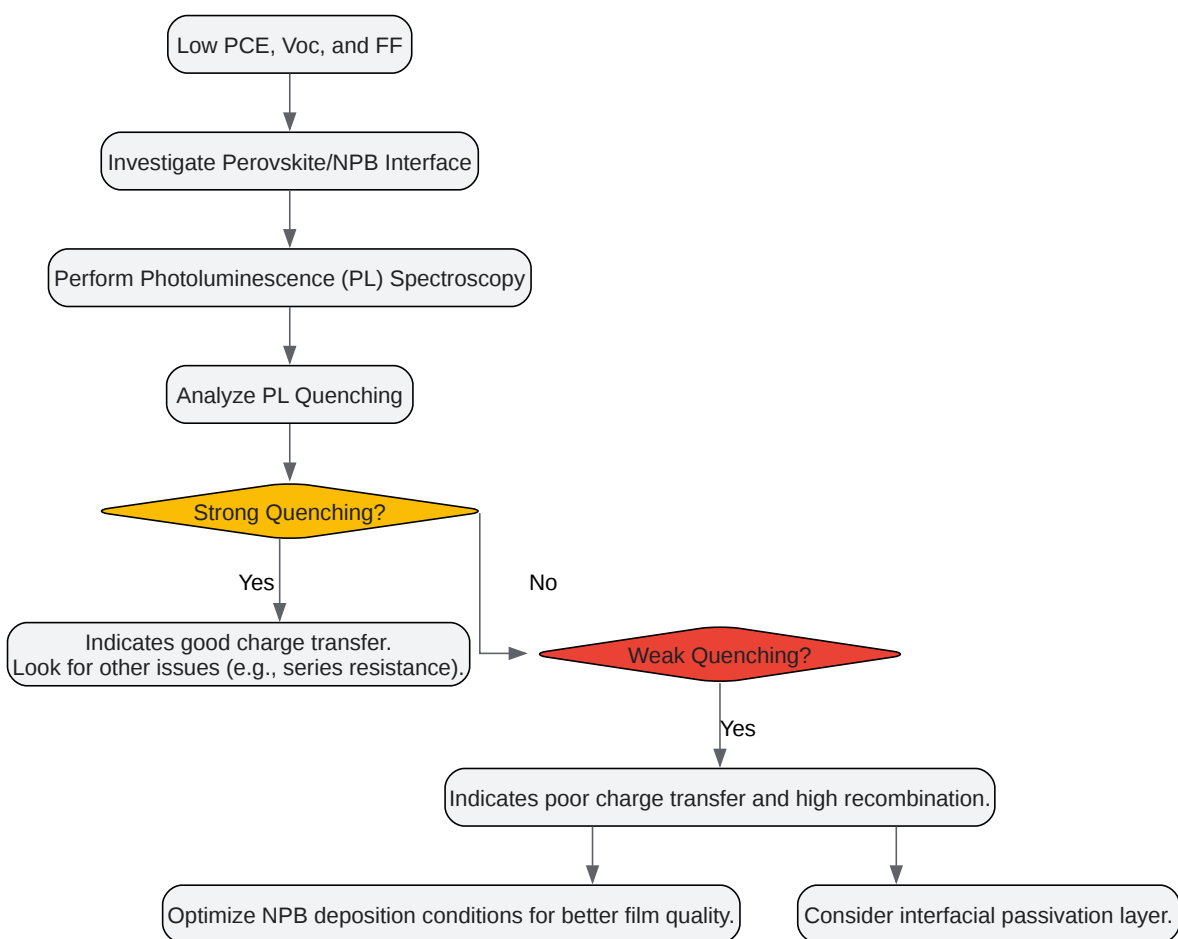 Low PCE, Voc, and FF
Investigate Perovskite/NPB Interface
Perform Photoluminescence (PL) Spectroscopy
Analyze PL Quenching
Strong Quenching?
Yes
No
Indicates good charge transfer.
Look for other issues (e.g., series resistance).
Weak Quenching?
Yes
Indicates poor charge transfer and high recombination.
Optimize NPB deposition conditions for better film quality.
Consider interfacial passivation layer.